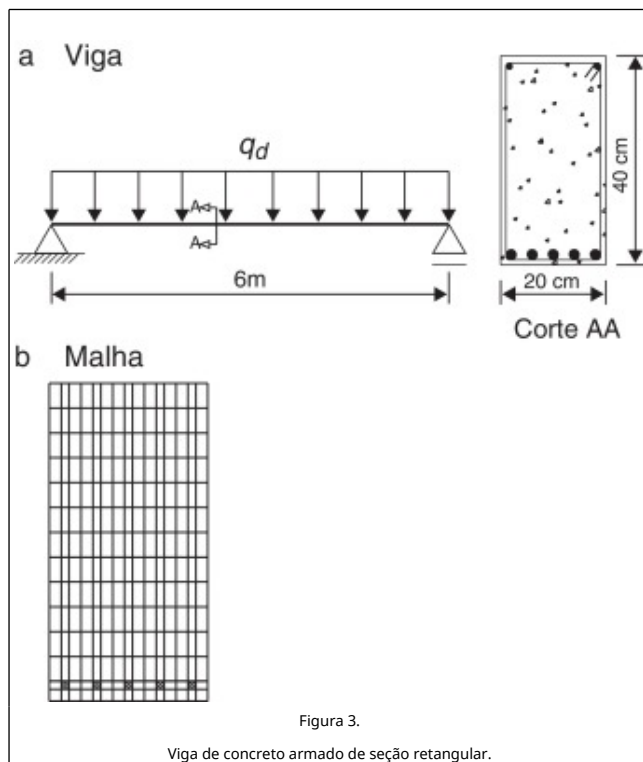 a Viga
q_d
A
A
6m
40 cm
20 cm
Corte AA
b Malha
Figura 3.
Viga de concreto armado de seção retangular.